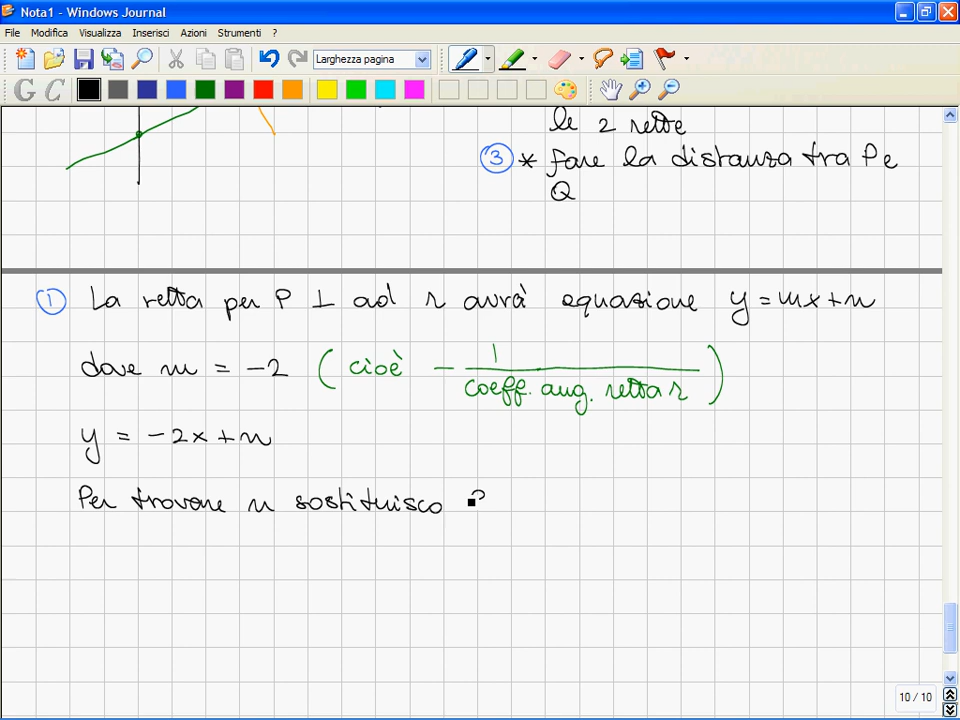 Nota1 - Windows Journal
File Modifica Visualizza Inserisci Azioni Strumenti ?
Larghezza pagina
G C
le 2 rette
3 * fare la distanza tra P e
Q
1 La retta per P ⊥ ad r avrà equazione y = mx + n
dove m = -2 ( cioè - 1 / coeff. ang. retta r )
y = -2x + n
Per trovare n sostituisco
10 / 10